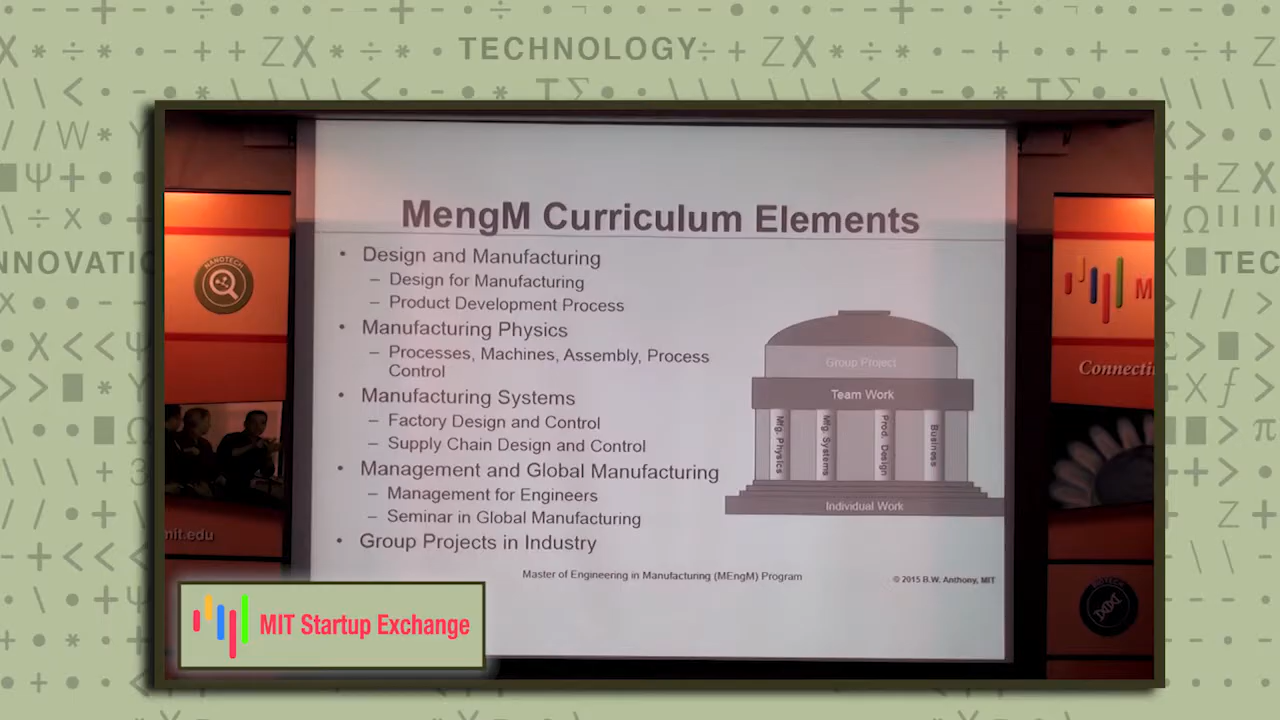 TECHNOLOGY
MengM Curriculum Elements
• Design and Manufacturing
– Design for Manufacturing
– Product Development Process
• Manufacturing Physics
– Processes, Machines, Assembly, Process
Control
• Manufacturing Systems
– Factory Design and Control
– Supply Chain Design and Control
• Management and Global Manufacturing
– Management for Engineers
– Seminar in Global Manufacturing
• Group Projects in Industry
Group Project
Team Work
Mfg. Physics
Mfg. Systems
Prod. Design
Business
Individual Work
Master of Engineering in Manufacturing (MEngM) Program
© 2015 B.W. Anthony, MIT
NANOTECH
mit.edu
M
Connecti
MIT Startup Exchange
NNOVATIO
TEC